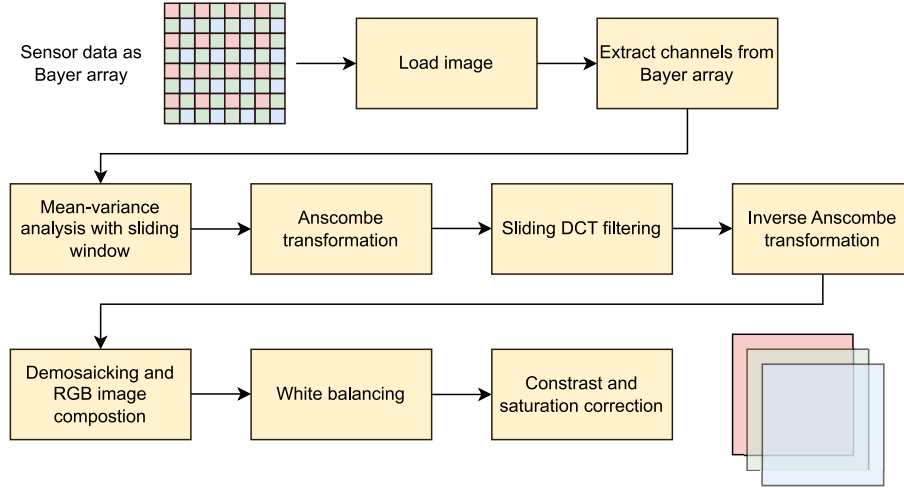 Sensor data as
Bayer array
Load image
Extract channels from
Bayer array
Mean-variance
analysis with sliding
window
Anscombe
transformation
Sliding DCT filtering
Inverse Anscombe
transformation
Demosaicking and
RGB image
compostion
White balancing
Constrast and
saturation correction